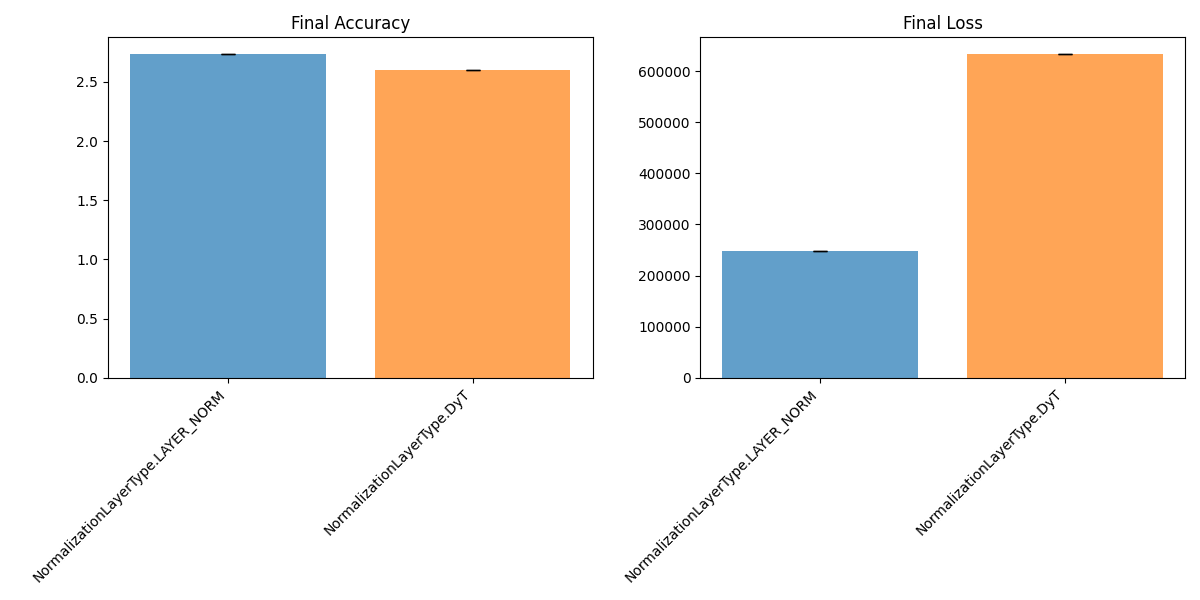 Final Accuracy
2.5
2.0
1.5
1.0
0.5
0.0
NormalizationLayerType.LAYER_NORM
NormalizationLayerType.DyT
Final Loss
600000
500000
400000
300000
200000
100000
0
NormalizationLayerType.LAYER_NORM
NormalizationLayerType.DyT